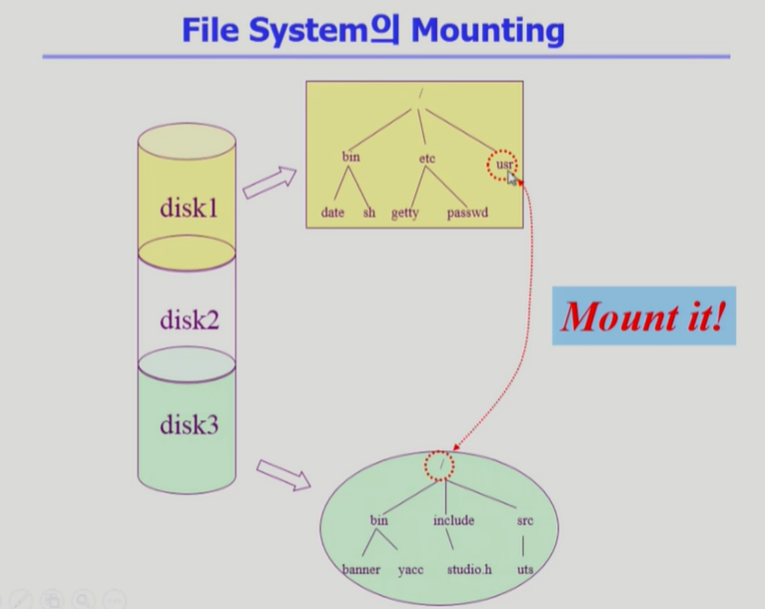 File System의 Mounting
/
bin etc usr
date sh getty passwd
disk1
disk2
disk3
Mount it!
/
bin include src
banner yacc studio.h uts